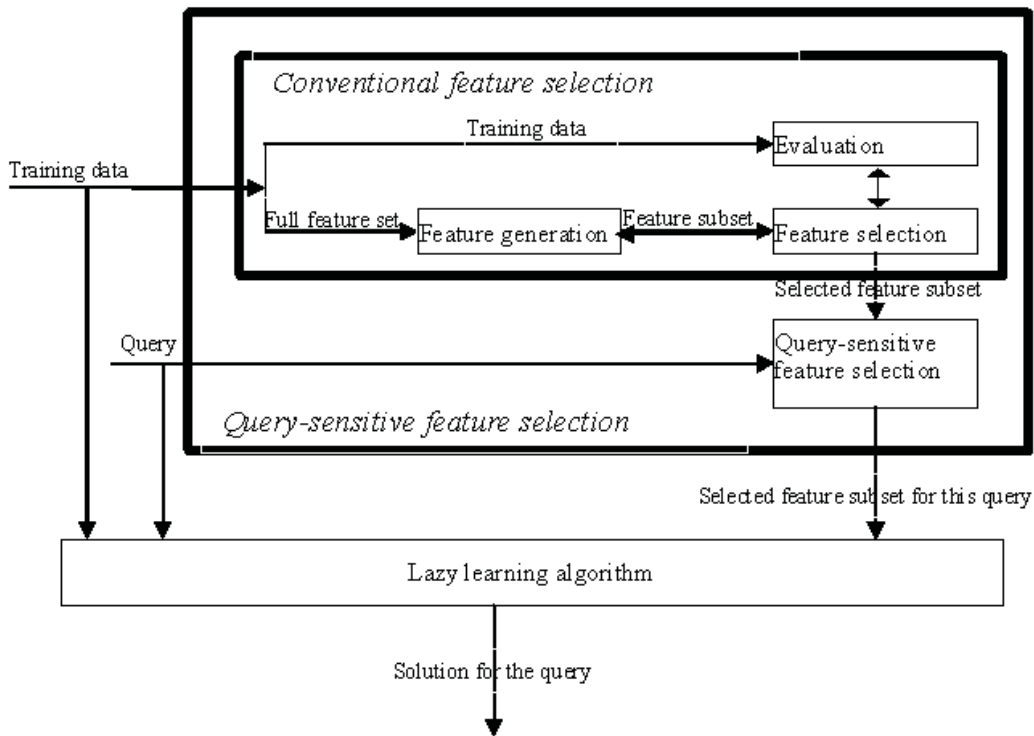 Conventional feature selection
Training data
Evaluation
Training data
Full feature set
Feature generation
Feature subset
Feature selection
Selected feature subset
Query
Query-sensitive
feature selection
Query-sensitive feature selection
Selected feature subset for this query
Lazy learning algorithm
Solution for the query